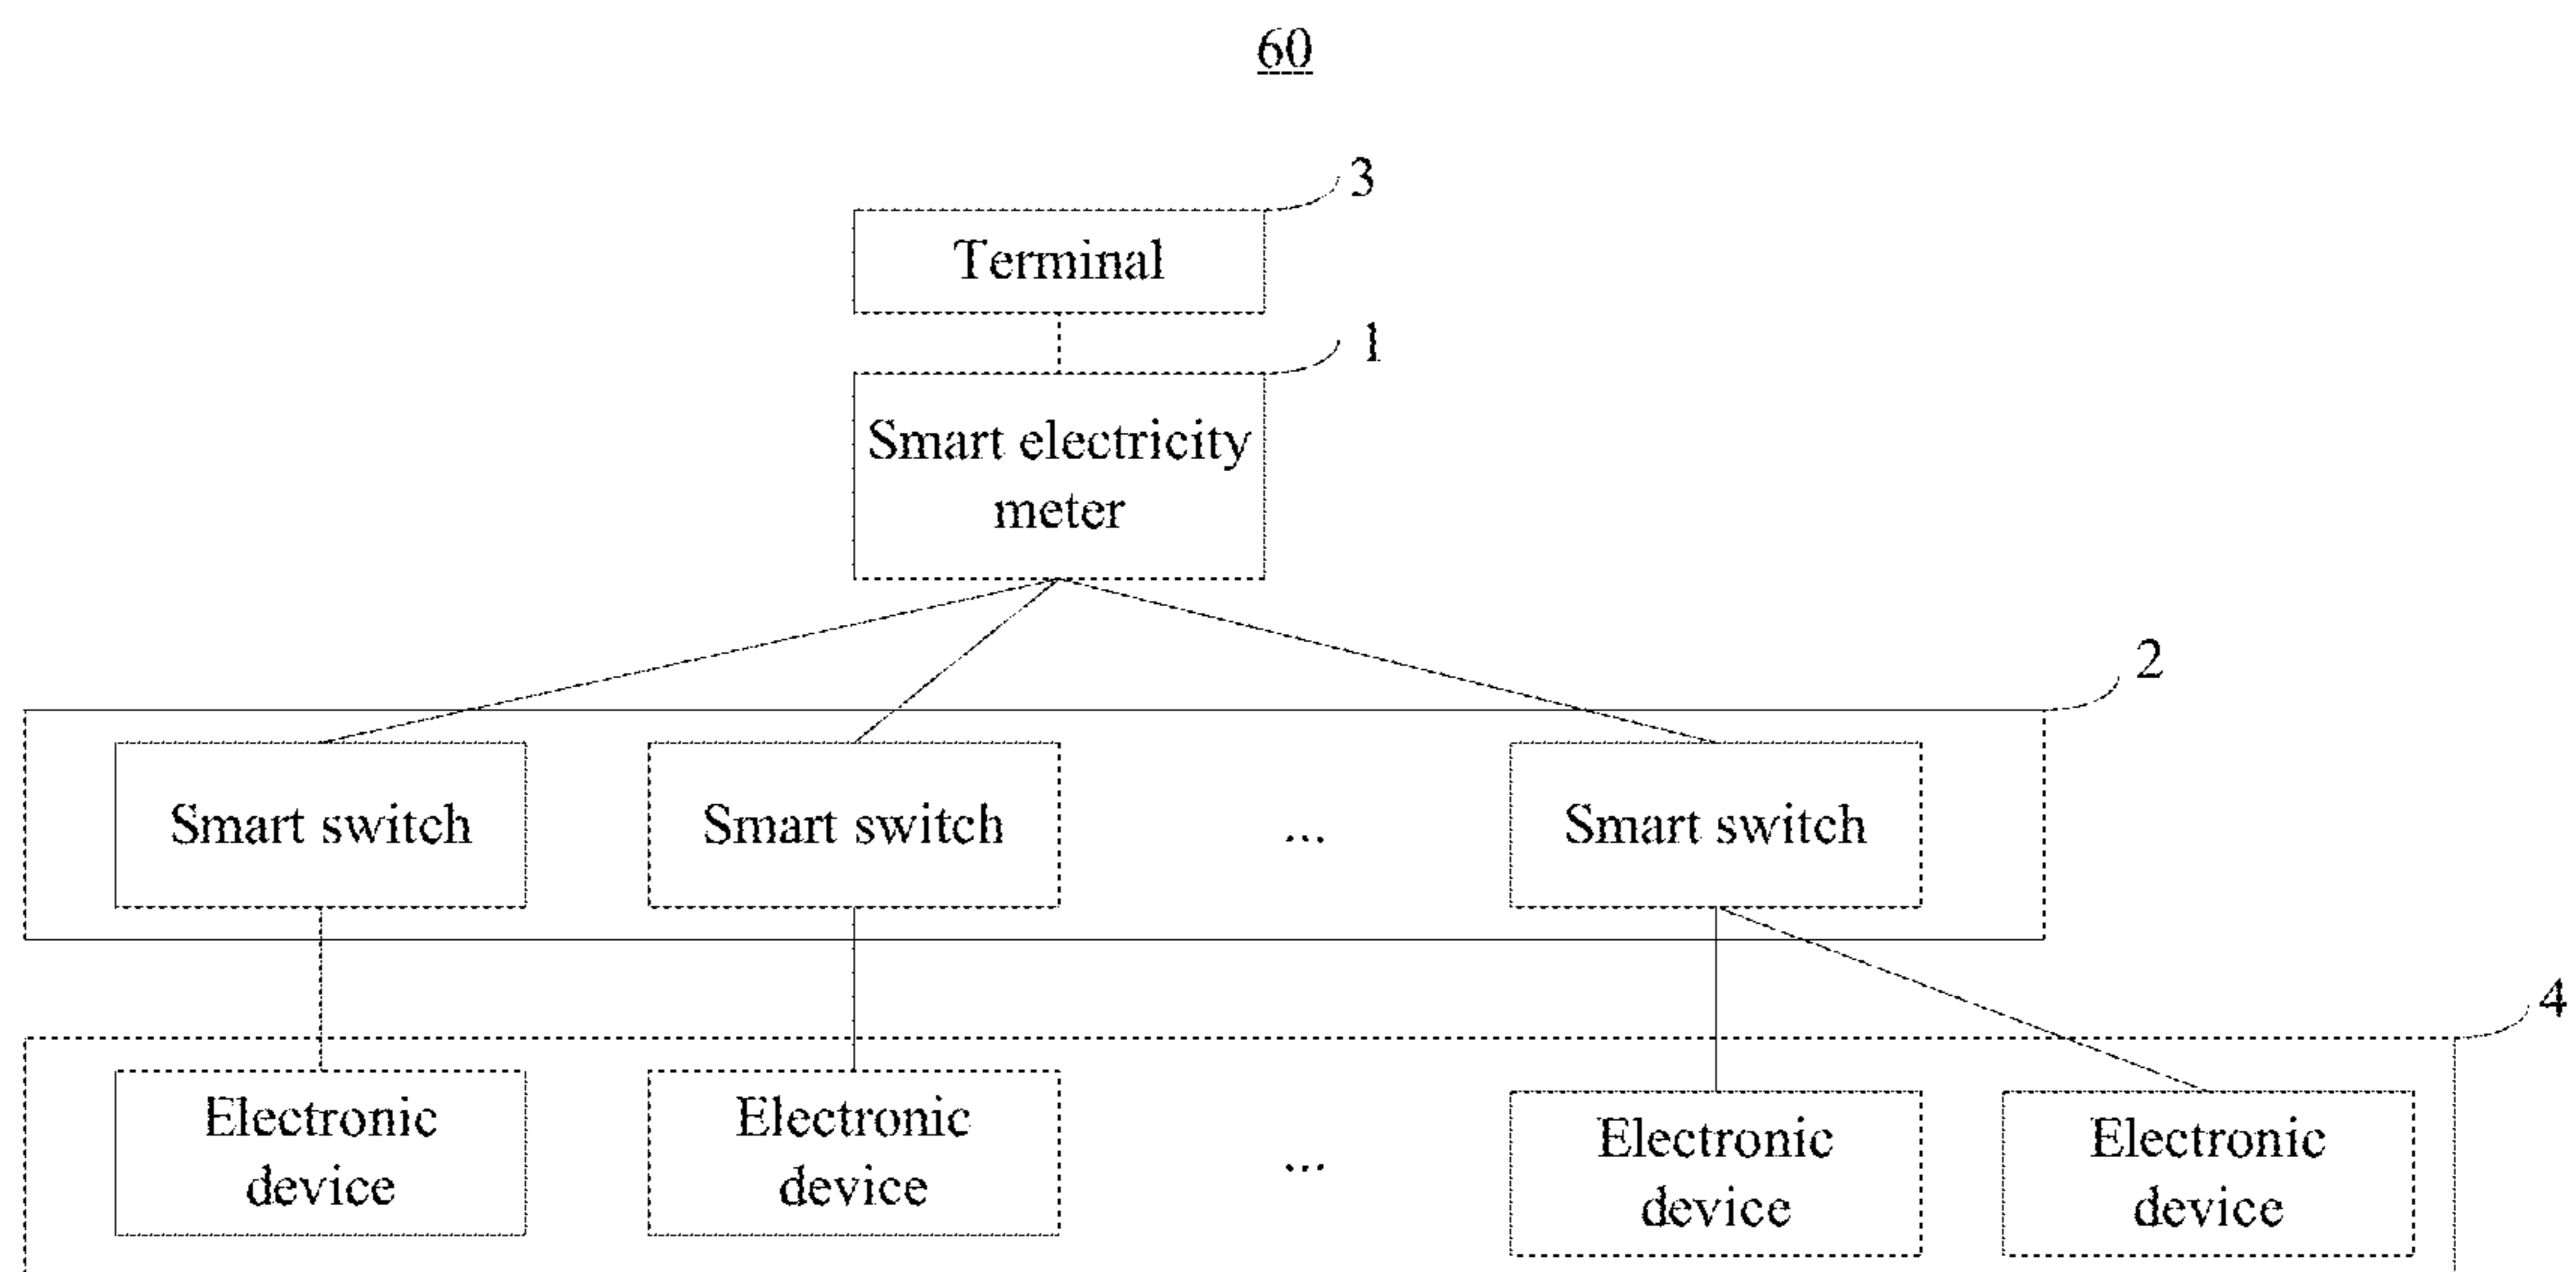 60
3
Terminal
1
Smart electricity
meter
2
Smart switch Smart switch ... Smart switch
4
Electronic
device
Electronic
device
...
Electronic
device
Electronic
device